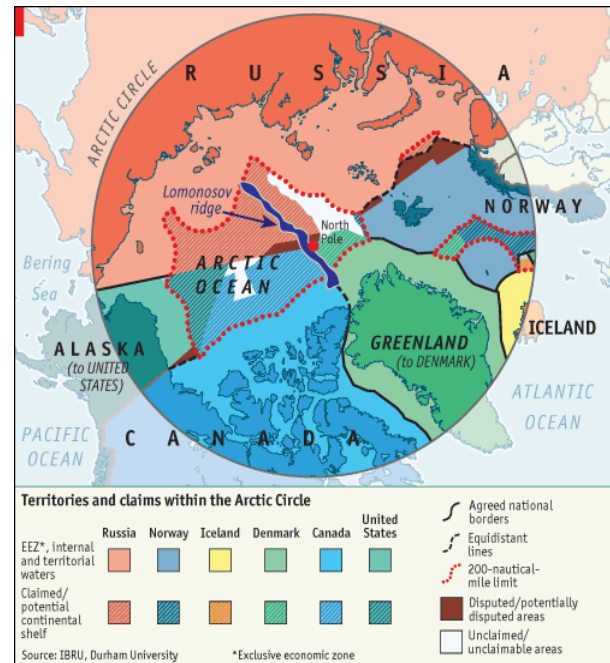 R U S S I A
ARCTIC CIRCLE
Lomonosov
ridge
North
Pole
NORWAY
ARCTIC
OCEAN
Bering
Sea
ALASKA
(to UNITED
STATES)
GREENLAND
(to DENMARK)
ICELAND
ATLANTIC
OCEAN
PACIFIC
OCEAN
C A N A D A
Territories and claims within the Arctic Circle
Russia Norway Iceland Denmark Canada United
States
EEZ*, internal
and territorial
waters
Claimed/
potential
continental
shelf
Source: IBRU, Durham University
*Exclusive economic zone
Agreed national
borders
Equidistant
lines
200-nautical-
mile limit
Disputed/potentially
disputed areas
Unclaimed/
unclaimable areas